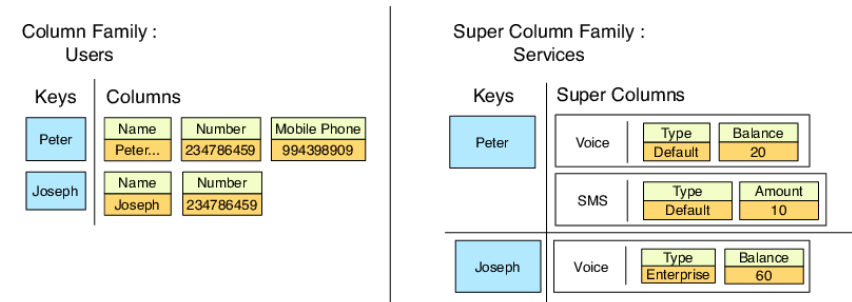 Column Family :
Users
Keys Columns
Peter
Name Number Mobile Phone
Peter... 234786459 994398909
Joseph
Name Number
Joseph 234786459
Super Column Family :
Services
Keys Super Columns
Peter
Voice
Type Balance
Default 20
SMS
Type Amount
Default 10
Joseph
Voice
Type Balance
Enterprise 60